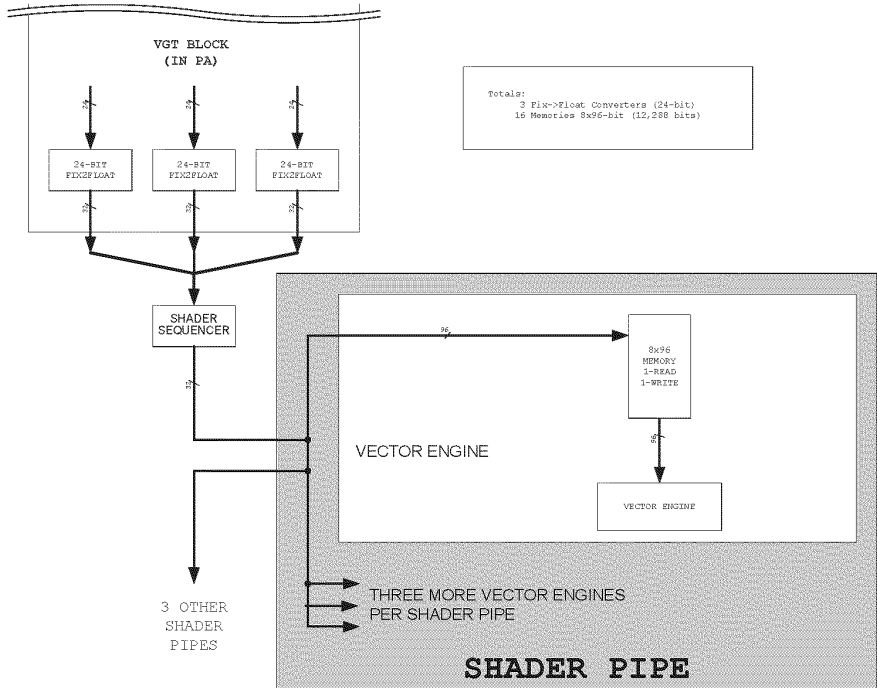 VGT BLOCK
(IN PA)
Totals:
3 Fix->Float Converters (24-bit)
16 Memories 8x96-bit (12,288 bits)
24
24
24
24-BIT
FIX2FLOAT
24-BIT
FIX2FLOAT
24-BIT
FIX2FLOAT
32
32
32
SHADER
SEQUENCER
96
8x96
MEMORY
1-READ
1-WRITE
32
VECTOR ENGINE
96
VECTOR ENGINE
3 OTHER
SHADER
PIPES
THREE MORE VECTOR ENGINES
PER SHADER PIPE
SHADER PIPE